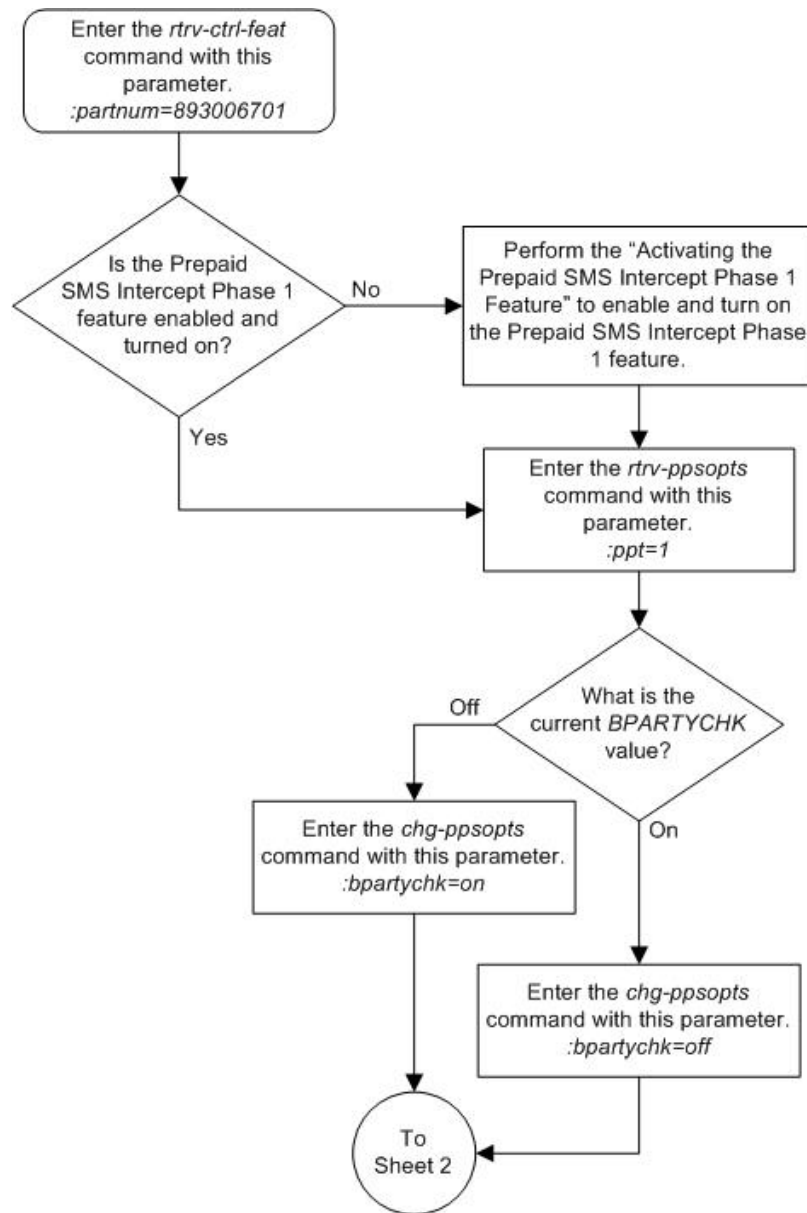 Enter the rtrv-ctrl-feat
command with this
parameter.
:partnum=893006701
Is the Prepaid
SMS Intercept Phase 1
feature enabled and
turned on?
No
Yes
Perform the “Activating the
Prepaid SMS Intercept Phase 1
Feature” to enable and turn on
the Prepaid SMS Intercept Phase
1 feature.
Enter the rtrv-ppsopts
command with this
parameter.
:ppt=1
What is the
current BPARTYCHK
value?
Off
On
Enter the chg-ppsopts
command with this parameter.
:bpartychk=on
Enter the chg-ppsopts
command with this parameter.
:bpartychk=off
To
Sheet 2